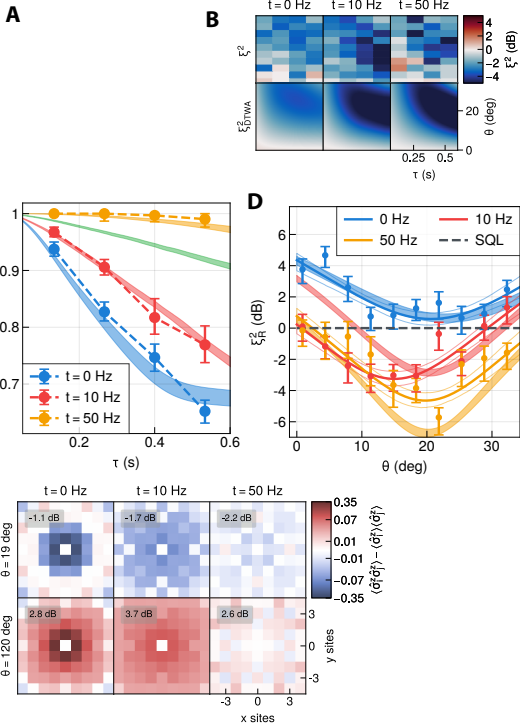 A
B
t = 0 Hz
t = 10 Hz
t = 50 Hz
ξ²
ξ²DTWA
4
2
0
−2
−4
ξ² (dB)
20
0
θ (deg)
0.25
0.5
τ (s)
1
0.9
0.8
0.7
t = 0 Hz
t = 10 Hz
t = 50 Hz
0.2
0.4
0.6
τ (s)
D
0 Hz
10 Hz
50 Hz
SQL
6
4
2
0
-2
-4
-6
ξ²R (dB)
0
10
20
30
θ (deg)
t = 0 Hz
t = 10 Hz
t = 50 Hz
θ = 19 deg
-1.1 dB
-1.7 dB
-2.2 dB
θ = 120 deg
2.8 dB
3.7 dB
2.6 dB
0.35
0.07
0.01
-0.01
-0.07
-0.35
⟨σ̂ᶻᵢσ̂ᶻⱼ⟩ − ⟨σ̂ᶻᵢ⟩⟨σ̂ᶻⱼ⟩
3
0
-3
y sites
-3
0
3
x sites